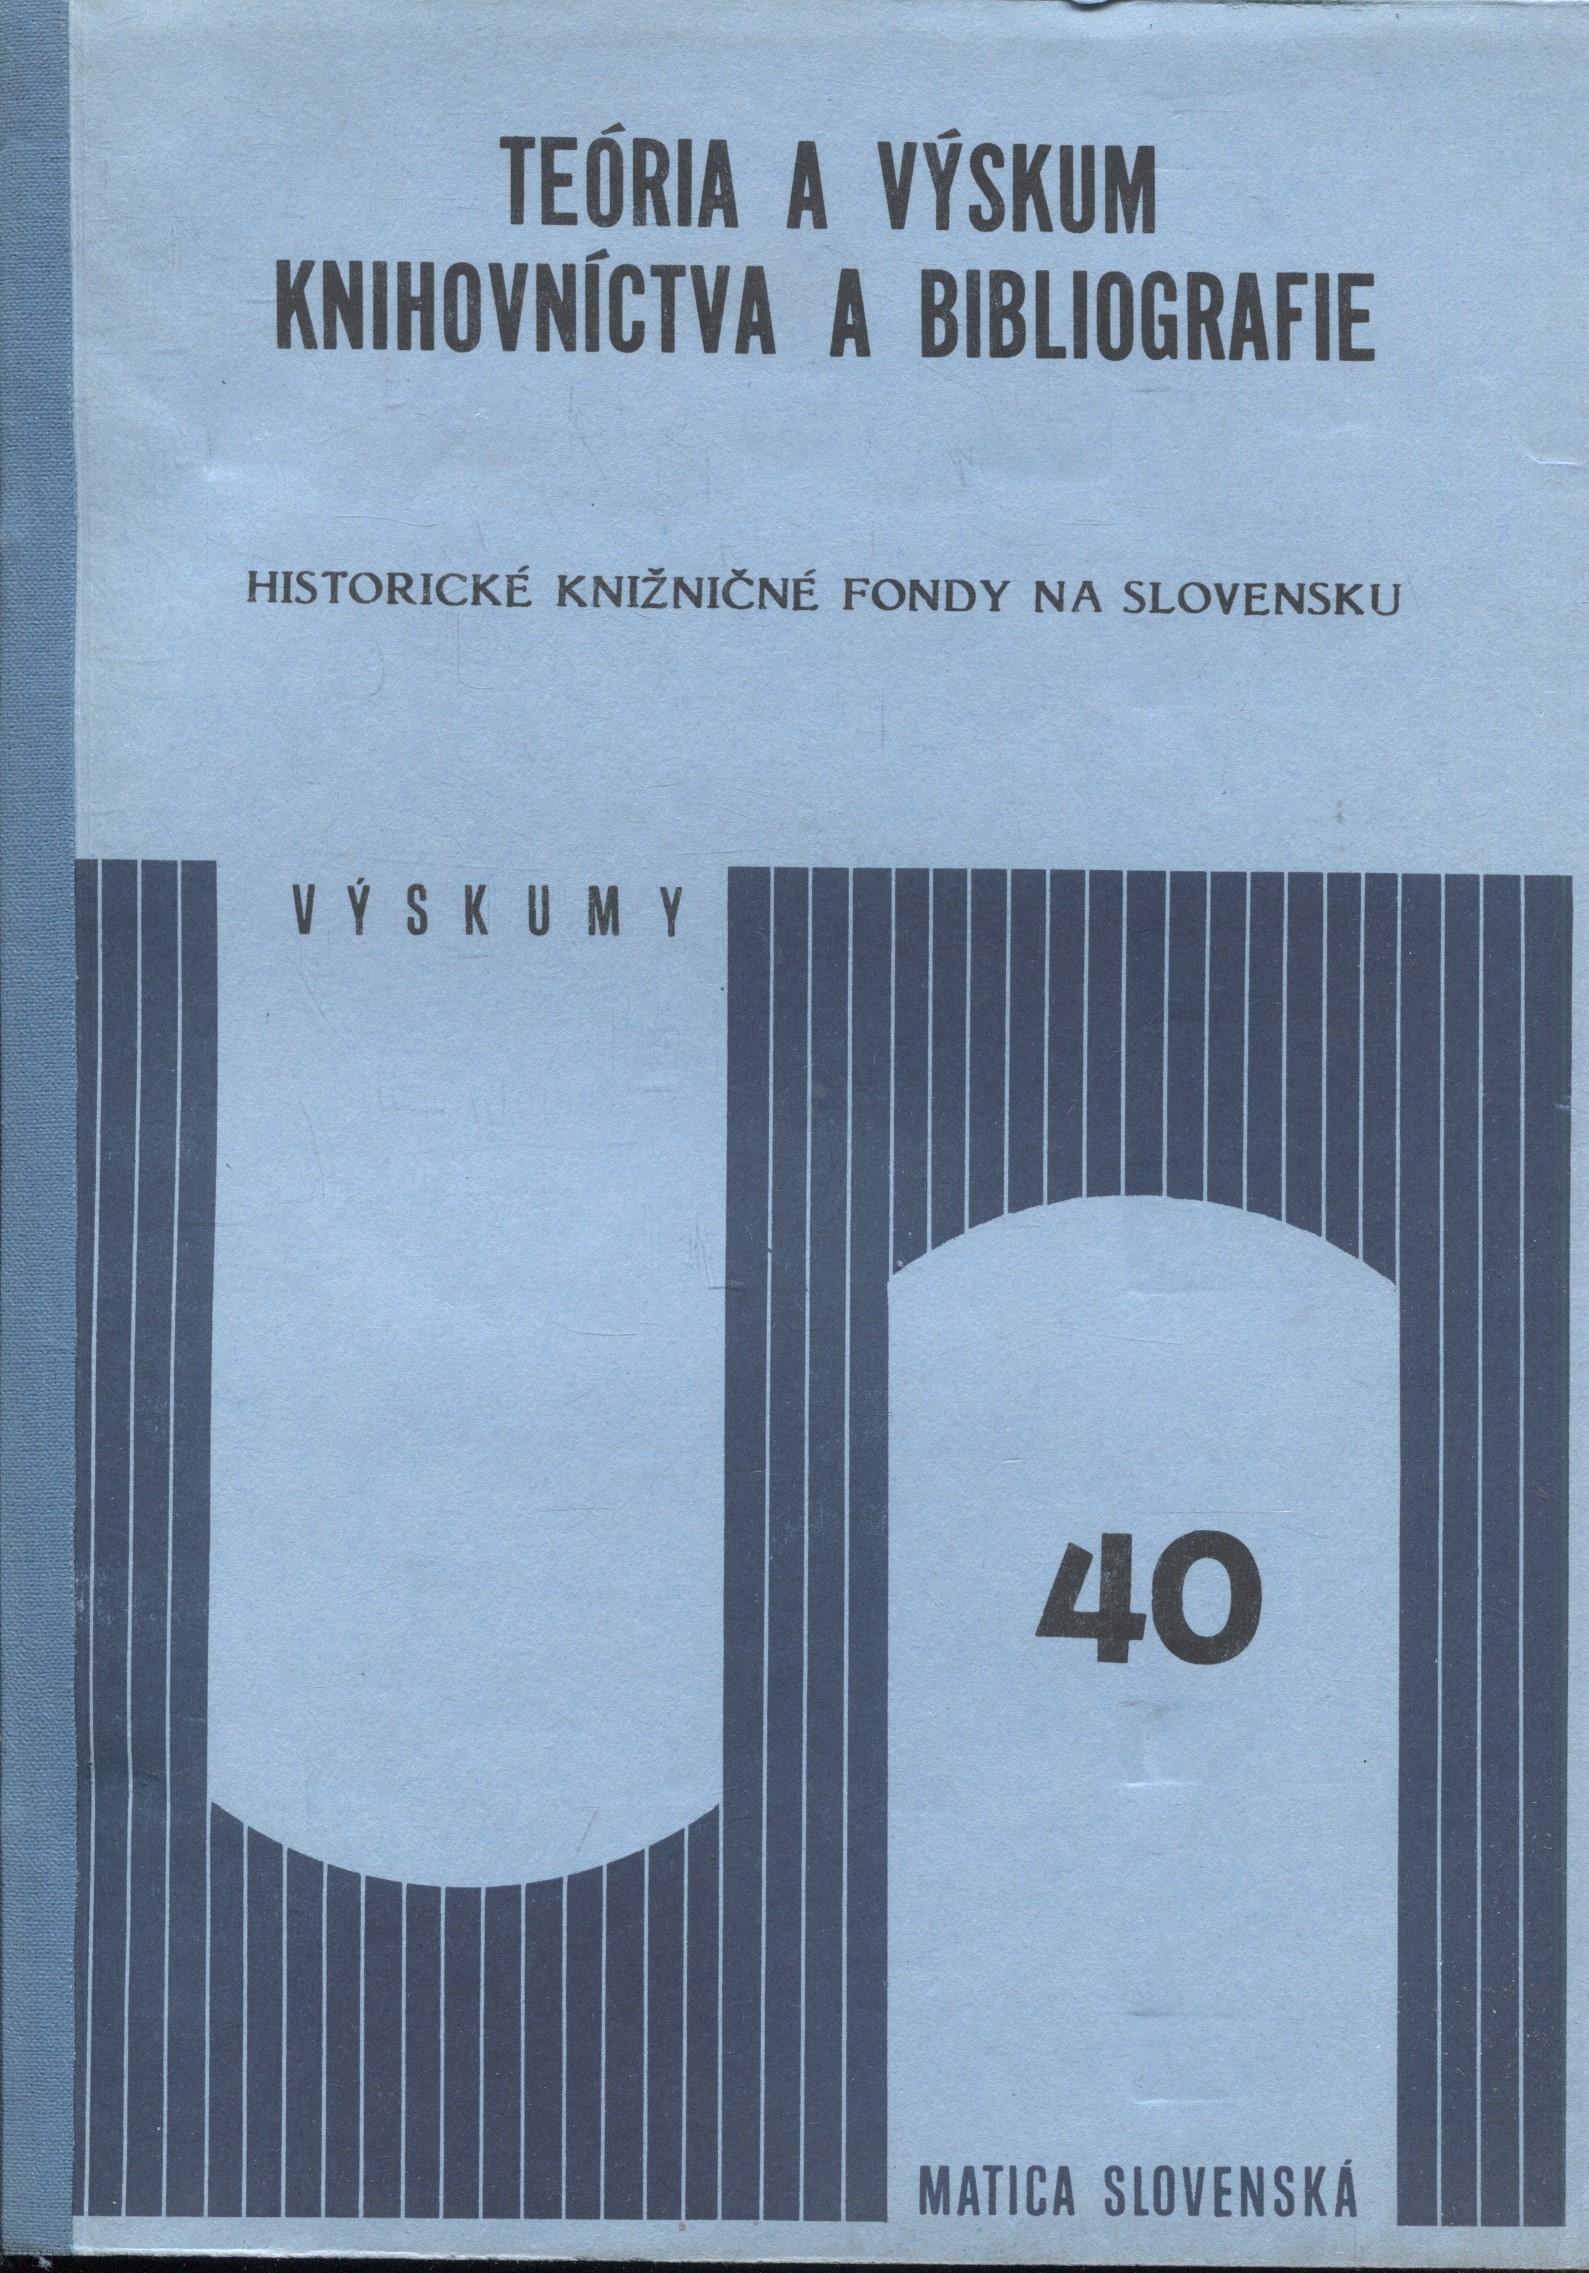 TEÓRIA A VÝSKUM
KNIHOVNÍCTVA A BIBLIOGRAFIE
HISTORICKÉ KNIŽNIČNÉ FONDY NA SLOVENSKU
VÝSKUMY
40
MATICA SLOVENSKÁ